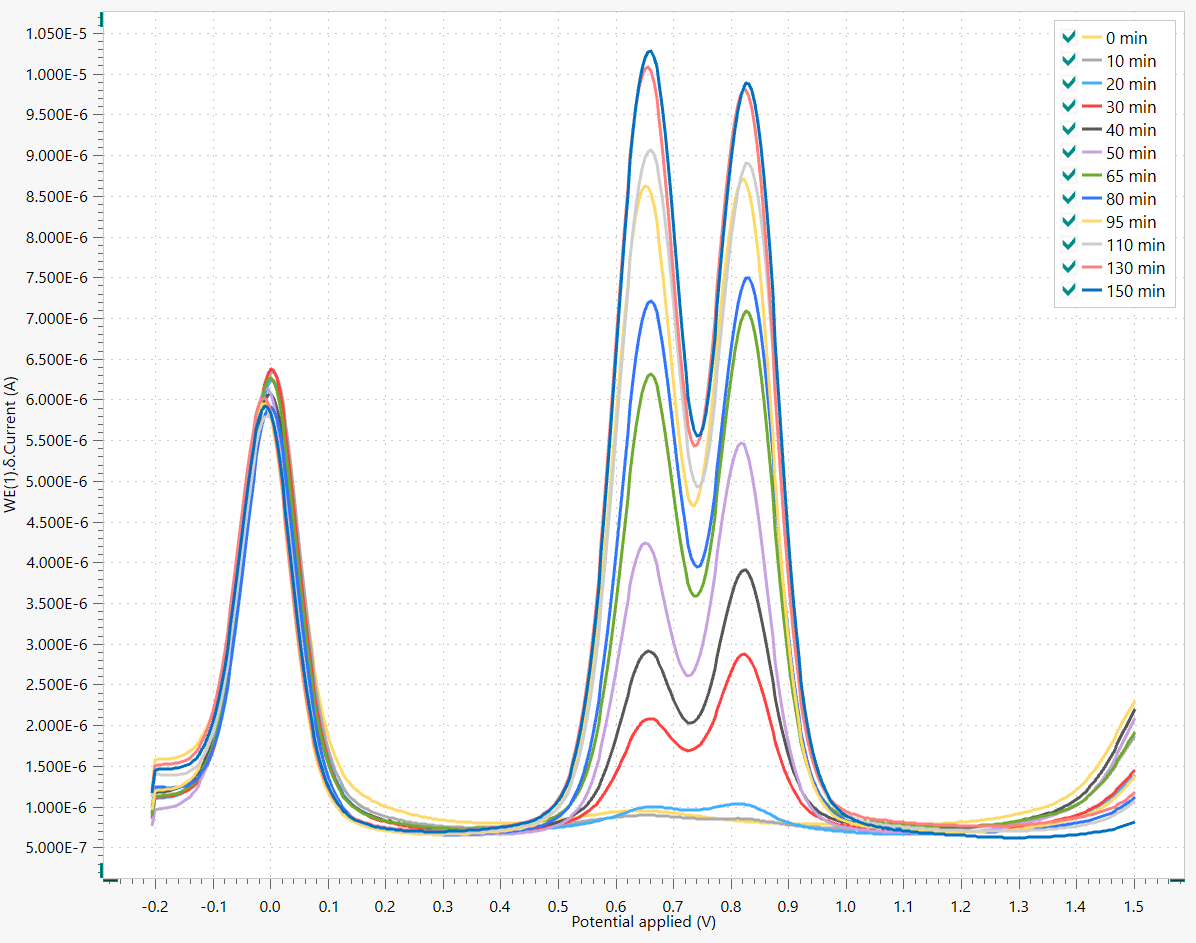 1.050E-5
1.000E-5
9.500E-6
9.000E-6
8.500E-6
8.000E-6
7.500E-6
7.000E-6
6.500E-6
6.000E-6
5.500E-6
5.000E-6
4.500E-6
4.000E-6
3.500E-6
3.000E-6
2.500E-6
2.000E-6
1.500E-6
1.000E-6
5.000E-7
WE(1).δ.Current (A)
0 min
10 min
20 min
30 min
40 min
50 min
65 min
80 min
95 min
110 min
130 min
150 min
-0.2 -0.1 0.0 0.1 0.2 0.3 0.4 0.5 0.6 0.7 0.8 0.9 1.0 1.1 1.2 1.3 1.4 1.5
Potential applied (V)